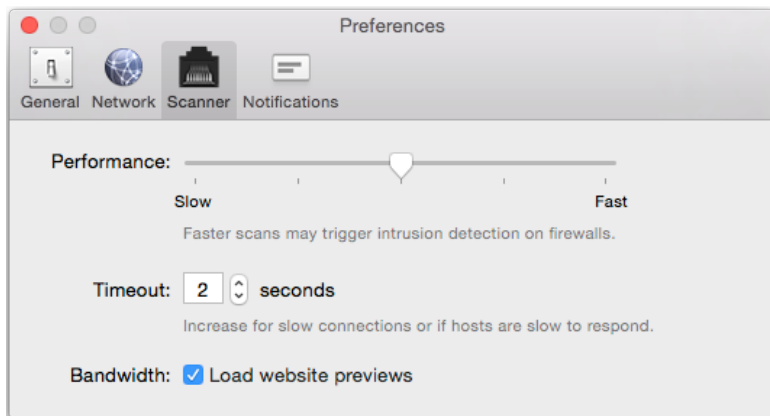 Preferences
General Network Scanner Notifications
Performance:
Slow Fast
Faster scans may trigger intrusion detection on firewalls.
Timeout: 2 seconds
Increase for slow connections or if hosts are slow to respond.
Bandwidth: Load website previews